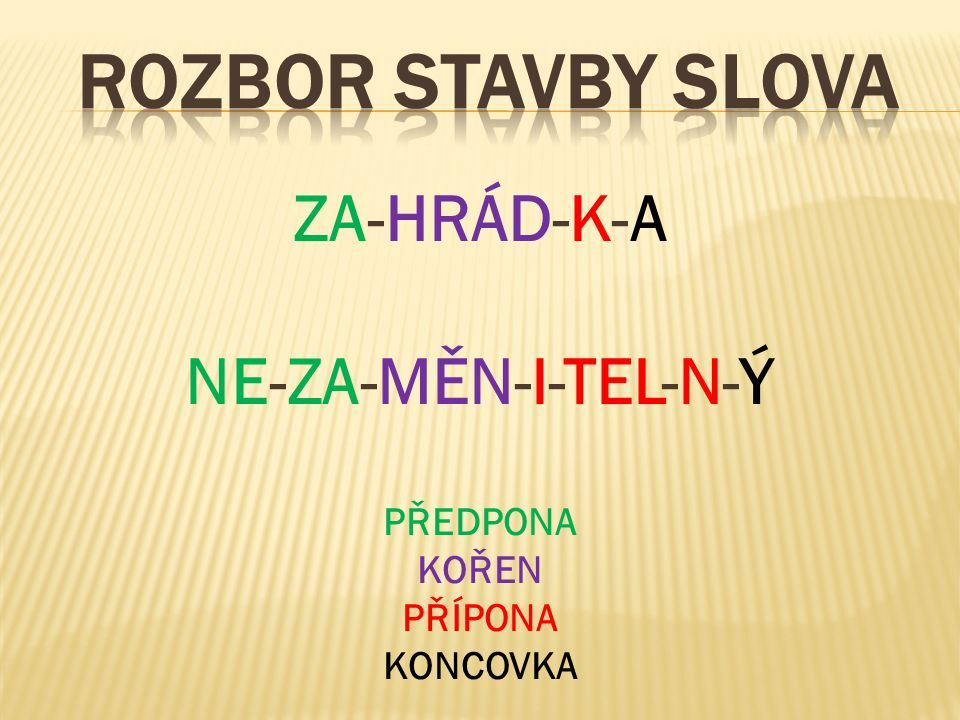 ROZBOR STAVBY SLOVA
ZA-HRÁD-K-A
NE-ZA-MĚN-I-TEL-N-Ý
PŘEDPONA
KOŘEN
PŘÍPONA
KONCOVKA